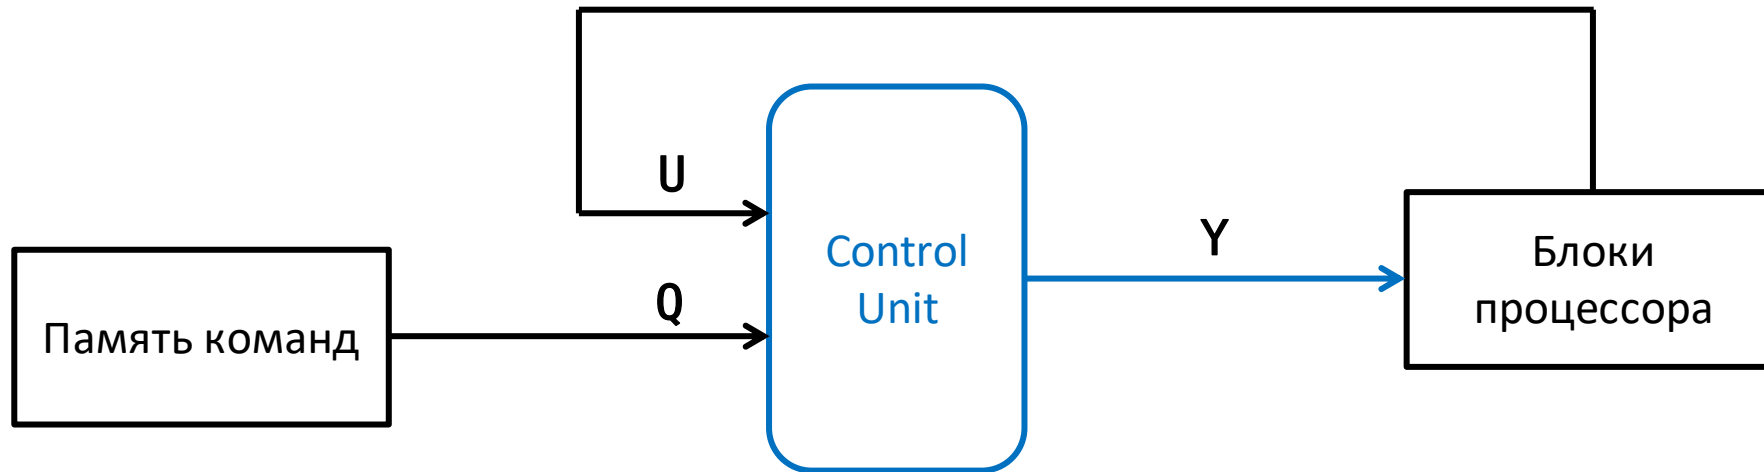 U
Control
Unit
Y
Блоки
процессора
Q
Память команд